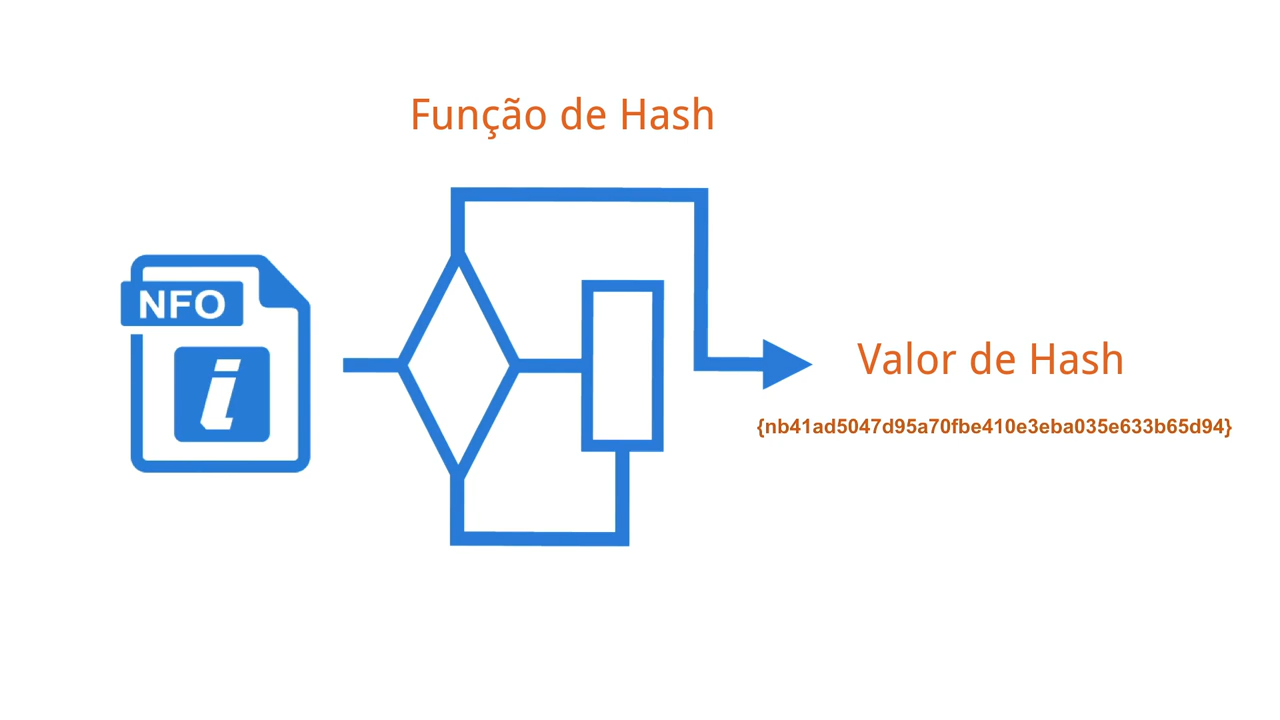 Função de Hash
NFO
i
Valor de Hash
{nb41ad5047d95a70fbe410e3eba035e633b65d94}